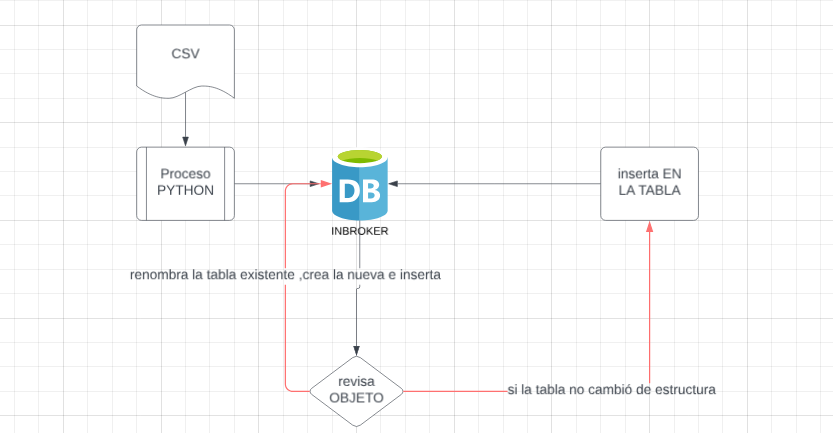 CSV
Proceso
PYTHON
DB
INBROKER
inserta EN
LA TABLA
renombra la tabla existente ,crea la nueva e inserta
revisa
OBJETO
si la tabla no cambió de estructura